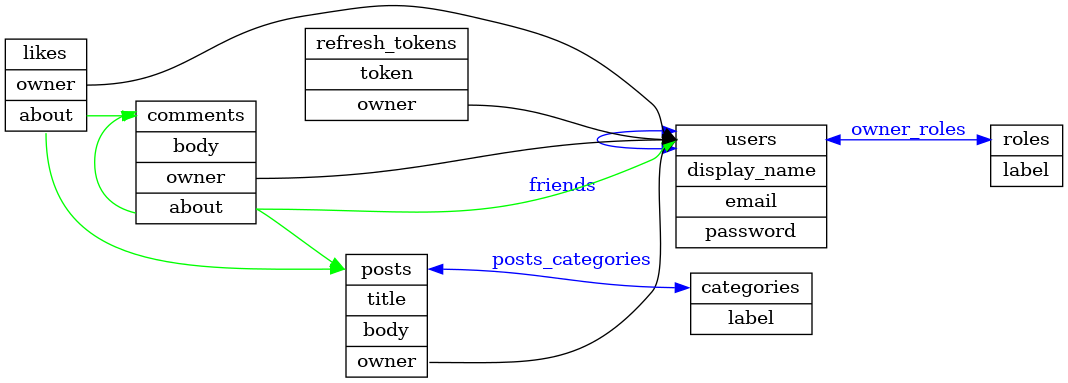 likes
owner
about
comments
body
owner
about
refresh_tokens
token
owner
posts
title
body
owner
friends
posts_categories
users
display_name
email
password
categories
label
owner_roles
roles
label